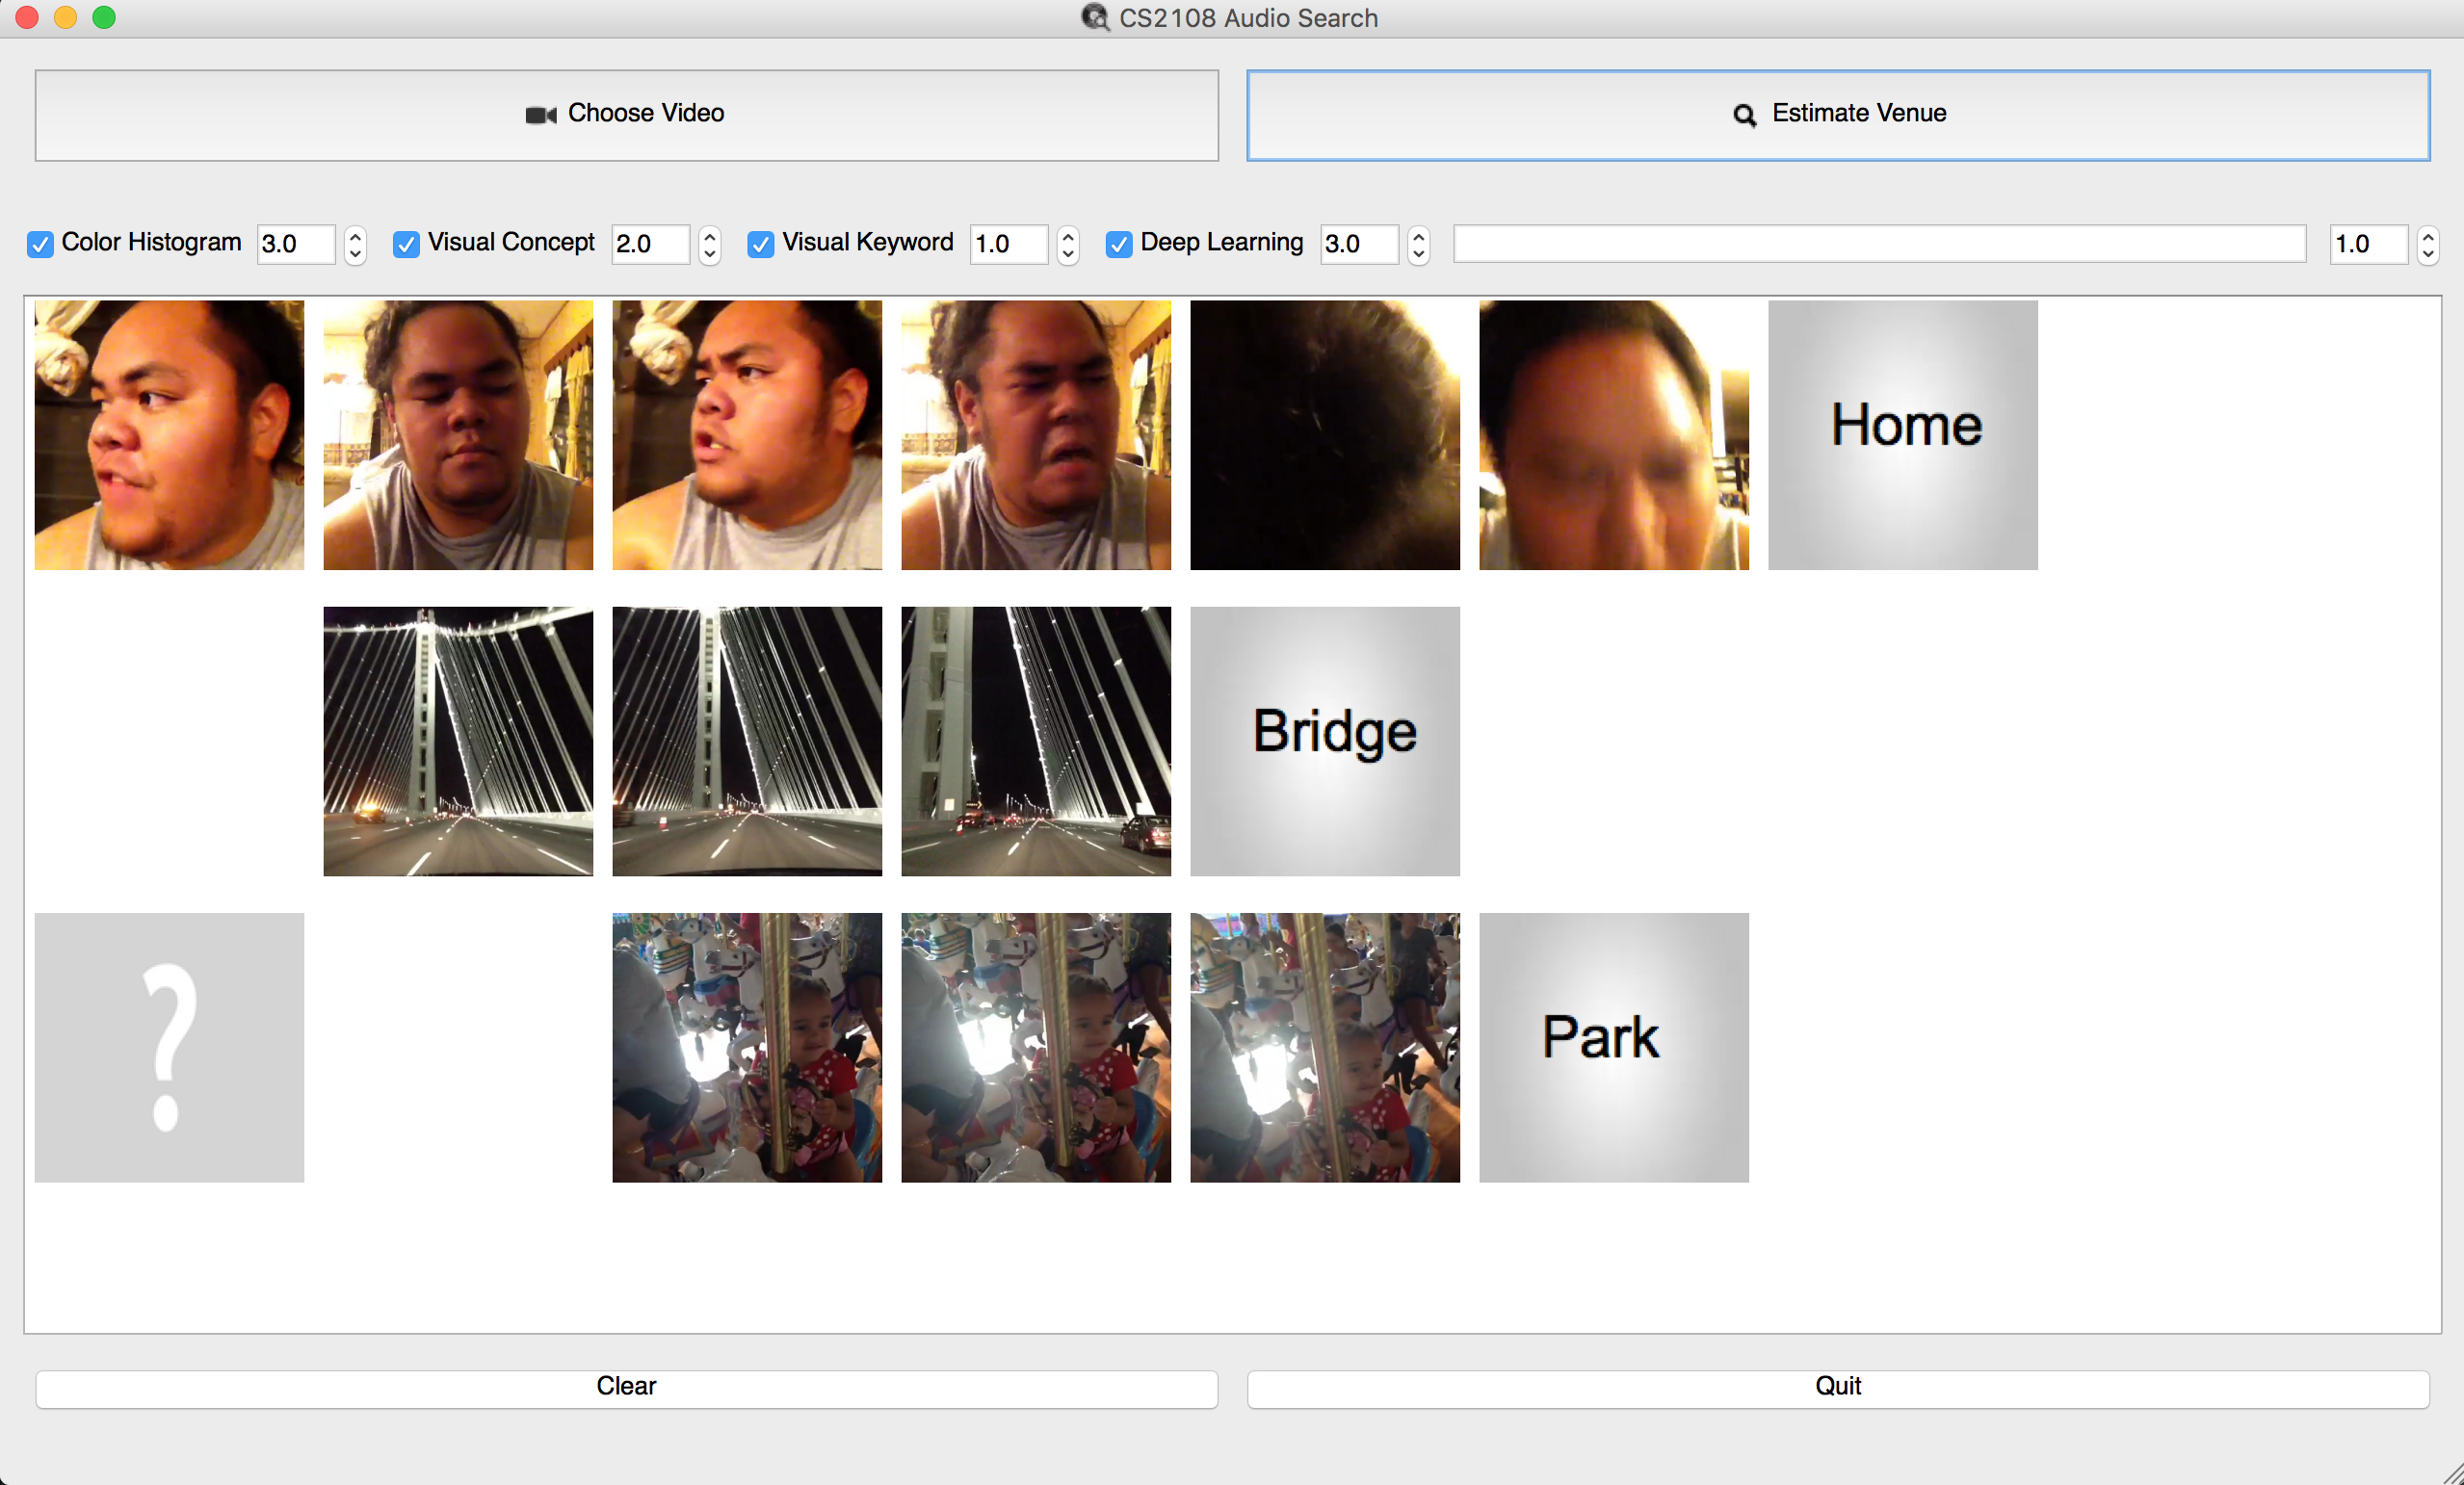 CS2108 Audio Search
Choose Video
Estimate Venue
Color Histogram 3.0 Visual Concept 2.0 Visual Keyword 1.0 Deep Learning 3.0 1.0
Home
Bridge
?
Park
Clear
Quit